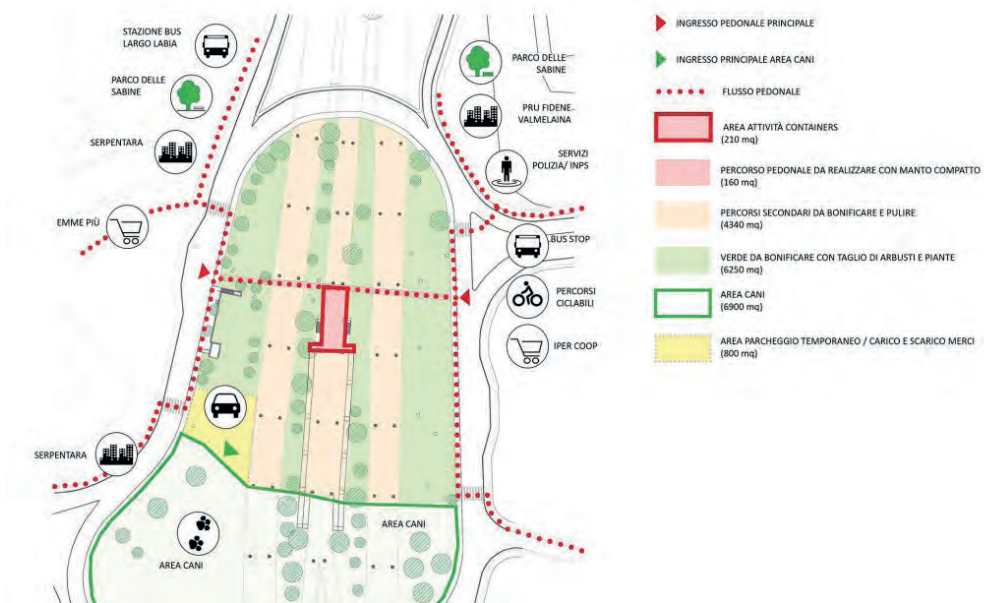 STAZIONE BUS
LARGO LABIA
PARCO DELLE
SABINE
SERPENTARA
EMME PIÙ
SERPENTARA
PARCO DELLE
SABINE
PRU FIDENE-
VALMELAINA
SERVIZI
POLIZIA/ INPS
BUS STOP
PERCORSI
CICLABILI
IPER COOP
AREA CANI
AREA CANI
INGRESSO PEDONALE PRINCIPALE
INGRESSO PRINCIPALE AREA CANI
FLUSSO PEDONALE
AREA ATTIVITÀ CONTAINERS
(210 mq)
PERCORSO PEDONALE DA REALIZZARE CON MANTO COMPATTO
(160 mq)
PERCORSI SECONDARI DA BONIFICARE E PULIRE
(4340 mq)
VERDE DA BONIFICARE CON TAGLIO DI ARBUSTI E PIANTE
(6250 mq)
AREA CANI
(6900 mq)
AREA PARCHEGGIO TEMPORANEO / CARICO E SCARICO MERCI
(800 mq)